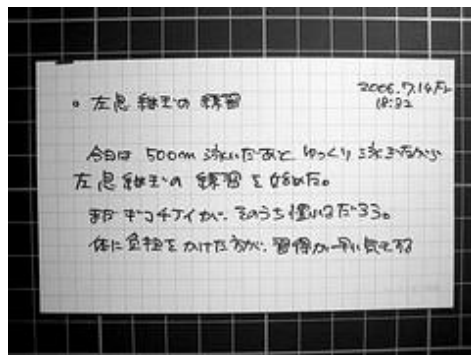 2006.7.14 Fr
18:32
○ 左息継ぎの練習
今日は 500m 泳いだあと ゆっくり 泳ぎながら
左息継ぎの練習を始めた。
まだギコチナイが、そのうち慣いるだろう。
体に負担をかけた方が、習得が早い気がする